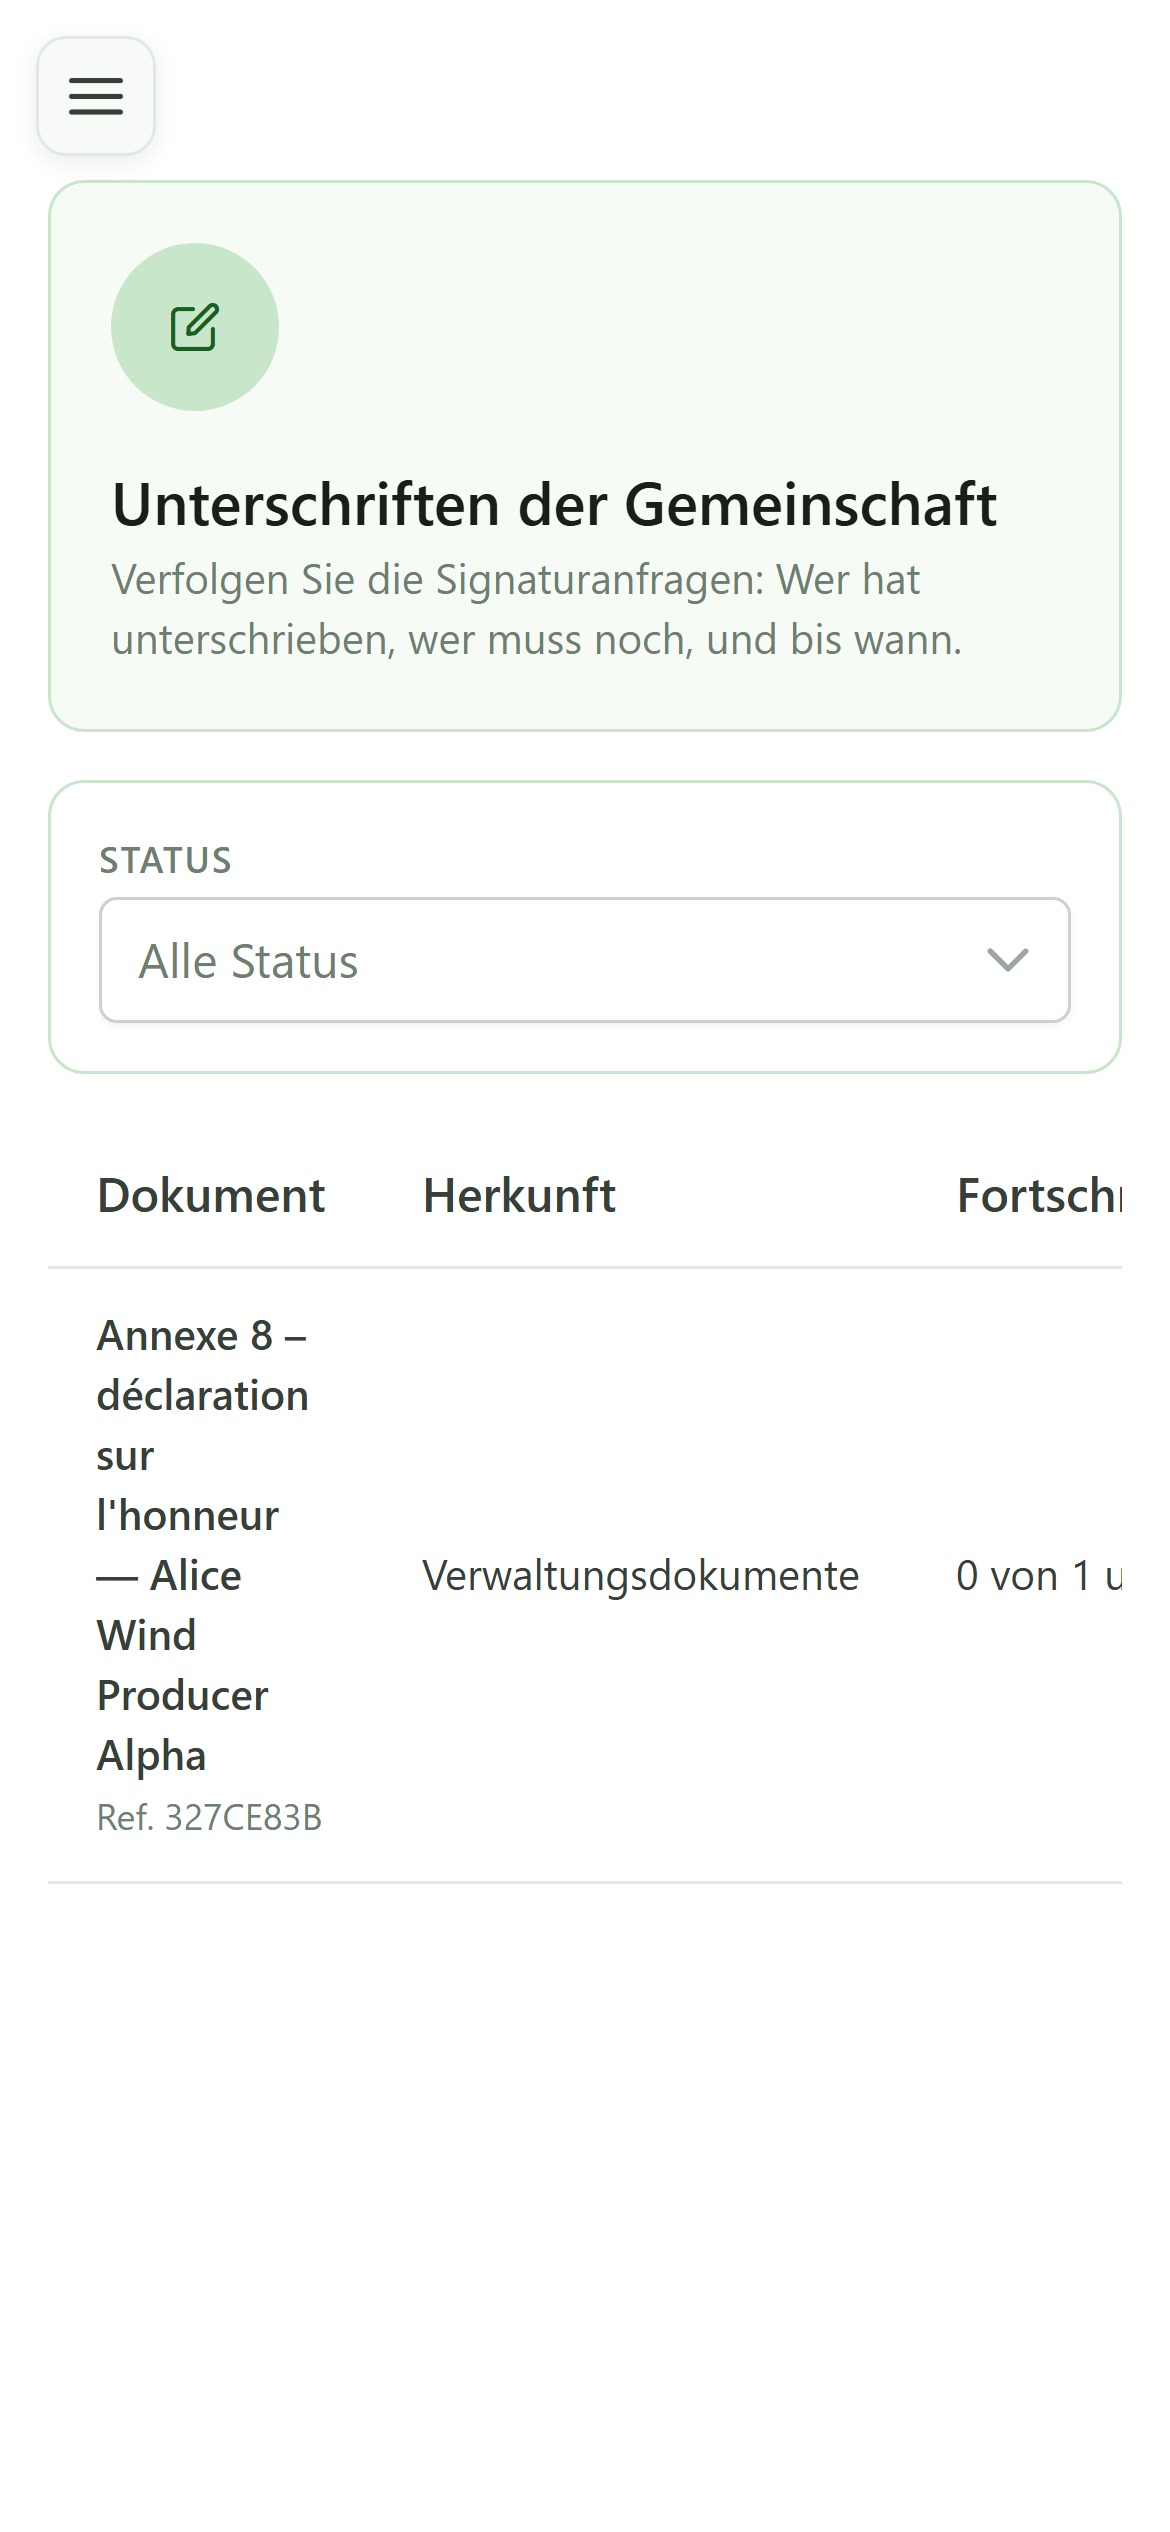 Unterschriften der Gemeinschaft
Verfolgen Sie die Signaturanfragen: Wer hat
unterschrieben, wer muss noch, und bis wann.
STATUS
Alle Status
Dokument Herkunft
Annexe 8 –
déclaration
sur
l'honneur
— Alice
Wind
Producer
Alpha
Ref. 327CE83B
Verwaltungsdokumente
0 von 1